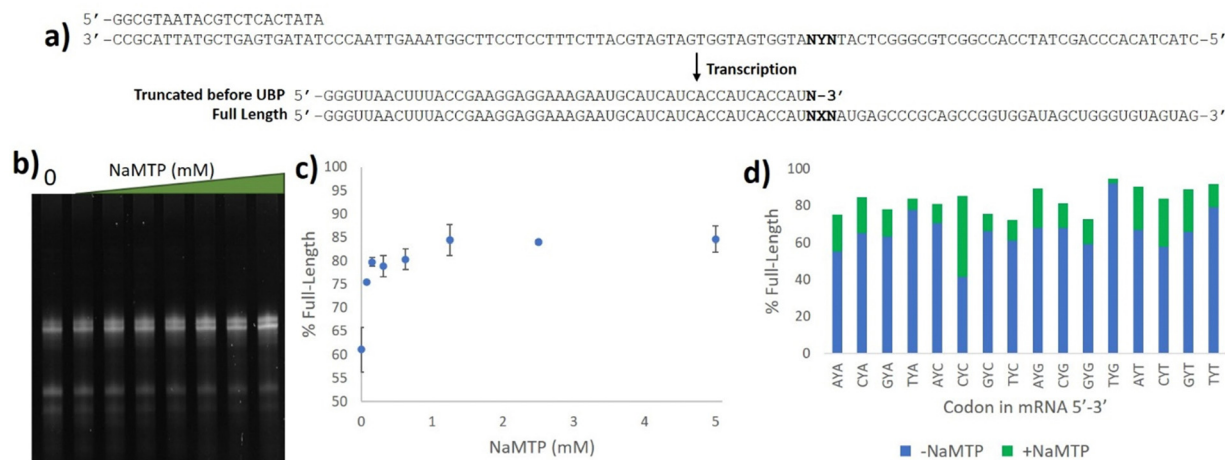 5’-GGCGTAATACGTCTCACTATA
a) 3’-CCGCATTATGCTGAGTGATATCCCAATTGAAATGGCTTCCTCCTTTCTTACGTAGTAGTGGTAGTGGTANYNTACTCGGGCGTCGGCCACCTATCGACCCACATCATC-5’
Transcription
Truncated before UBP 5’-GGGUUAACUUUACCGAAGGAGGAAAGAAUGCAUCAUCACCAUCACCAUN-3’
Full Length 5’-GGGUUAACUUUACCGAAGGAGGAAAGAAUGCAUCAUCACCAUCACCAUNXNAUGAGCCCGCAGCCGGUGGAUAGCUGGGUGUAGUAG-3’
b)
0 NaMTP (mM)
c)
% Full-Length
100
95
90
85
80
75
70
65
60
55
50
0 1 2 3 4 5
NaMTP (mM)
d)
% Full-Length
100
80
60
40
20
0
AYA CYA GYA TYA AYC CYC GYC TYC AYG CYG GYG TYG AYT CYT GYT TYT
Codon in mRNA 5’-3’
-NaMTP +NaMTP